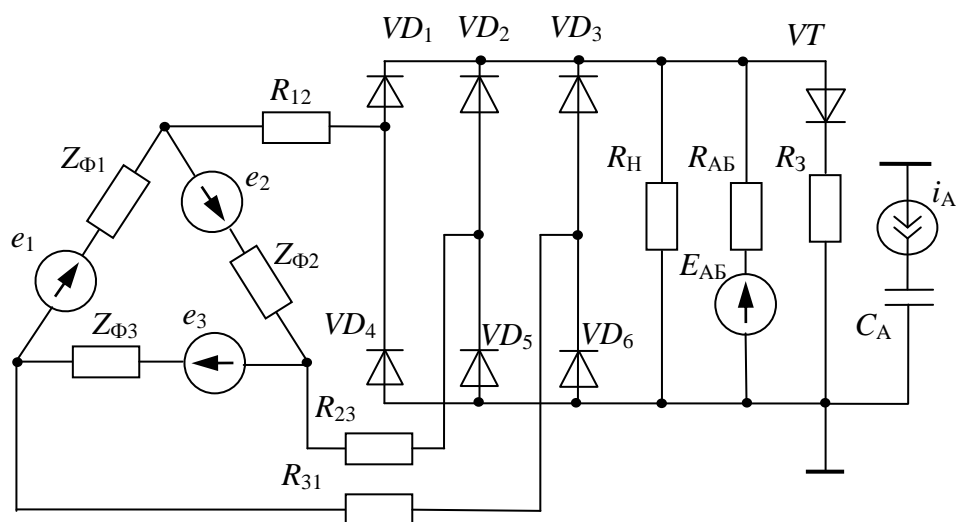 VD1 VD2 VD3 VT
R12
ZФ1 e2 RН RАБ RЗ iА
e1 ZФ2 EАБ
ZФ3 e3 VD4 VD5 VD6 CА
R23
R31